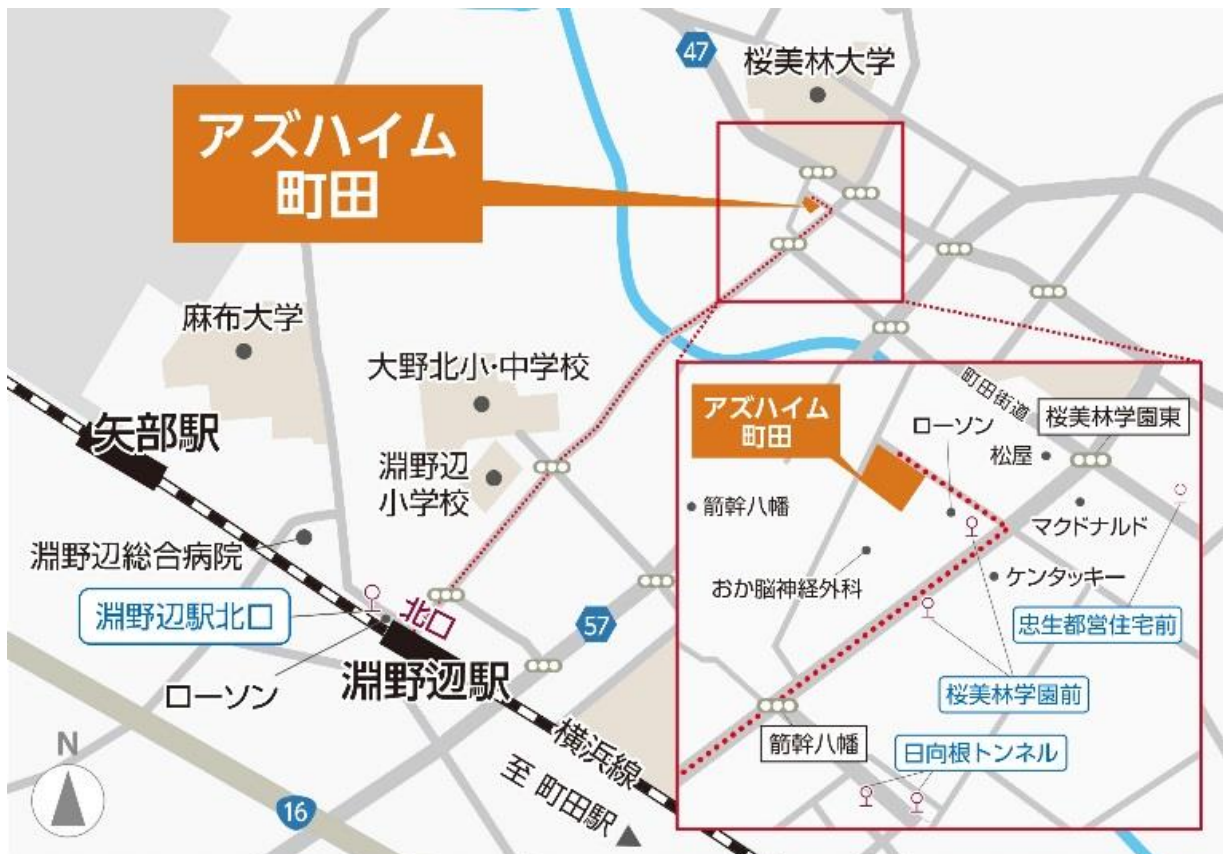 47
桜美林大学
アズハイム
町田
麻布大学
大野北小・中学校
淵野辺
小学校
矢部駅
淵野辺総合病院
淵野辺駅北口
北口
57
淵野辺駅
ローソン
横浜線
至 町田駅
N
16
町田街道
桜美林学園東
アズハイム
町田
ローソン
松屋
箭幹八幡
マクドナルド
おか脳神経外科
ケンタッキー
忠生都営住宅前
桜美林学園前
箭幹八幡
日向根トンネル